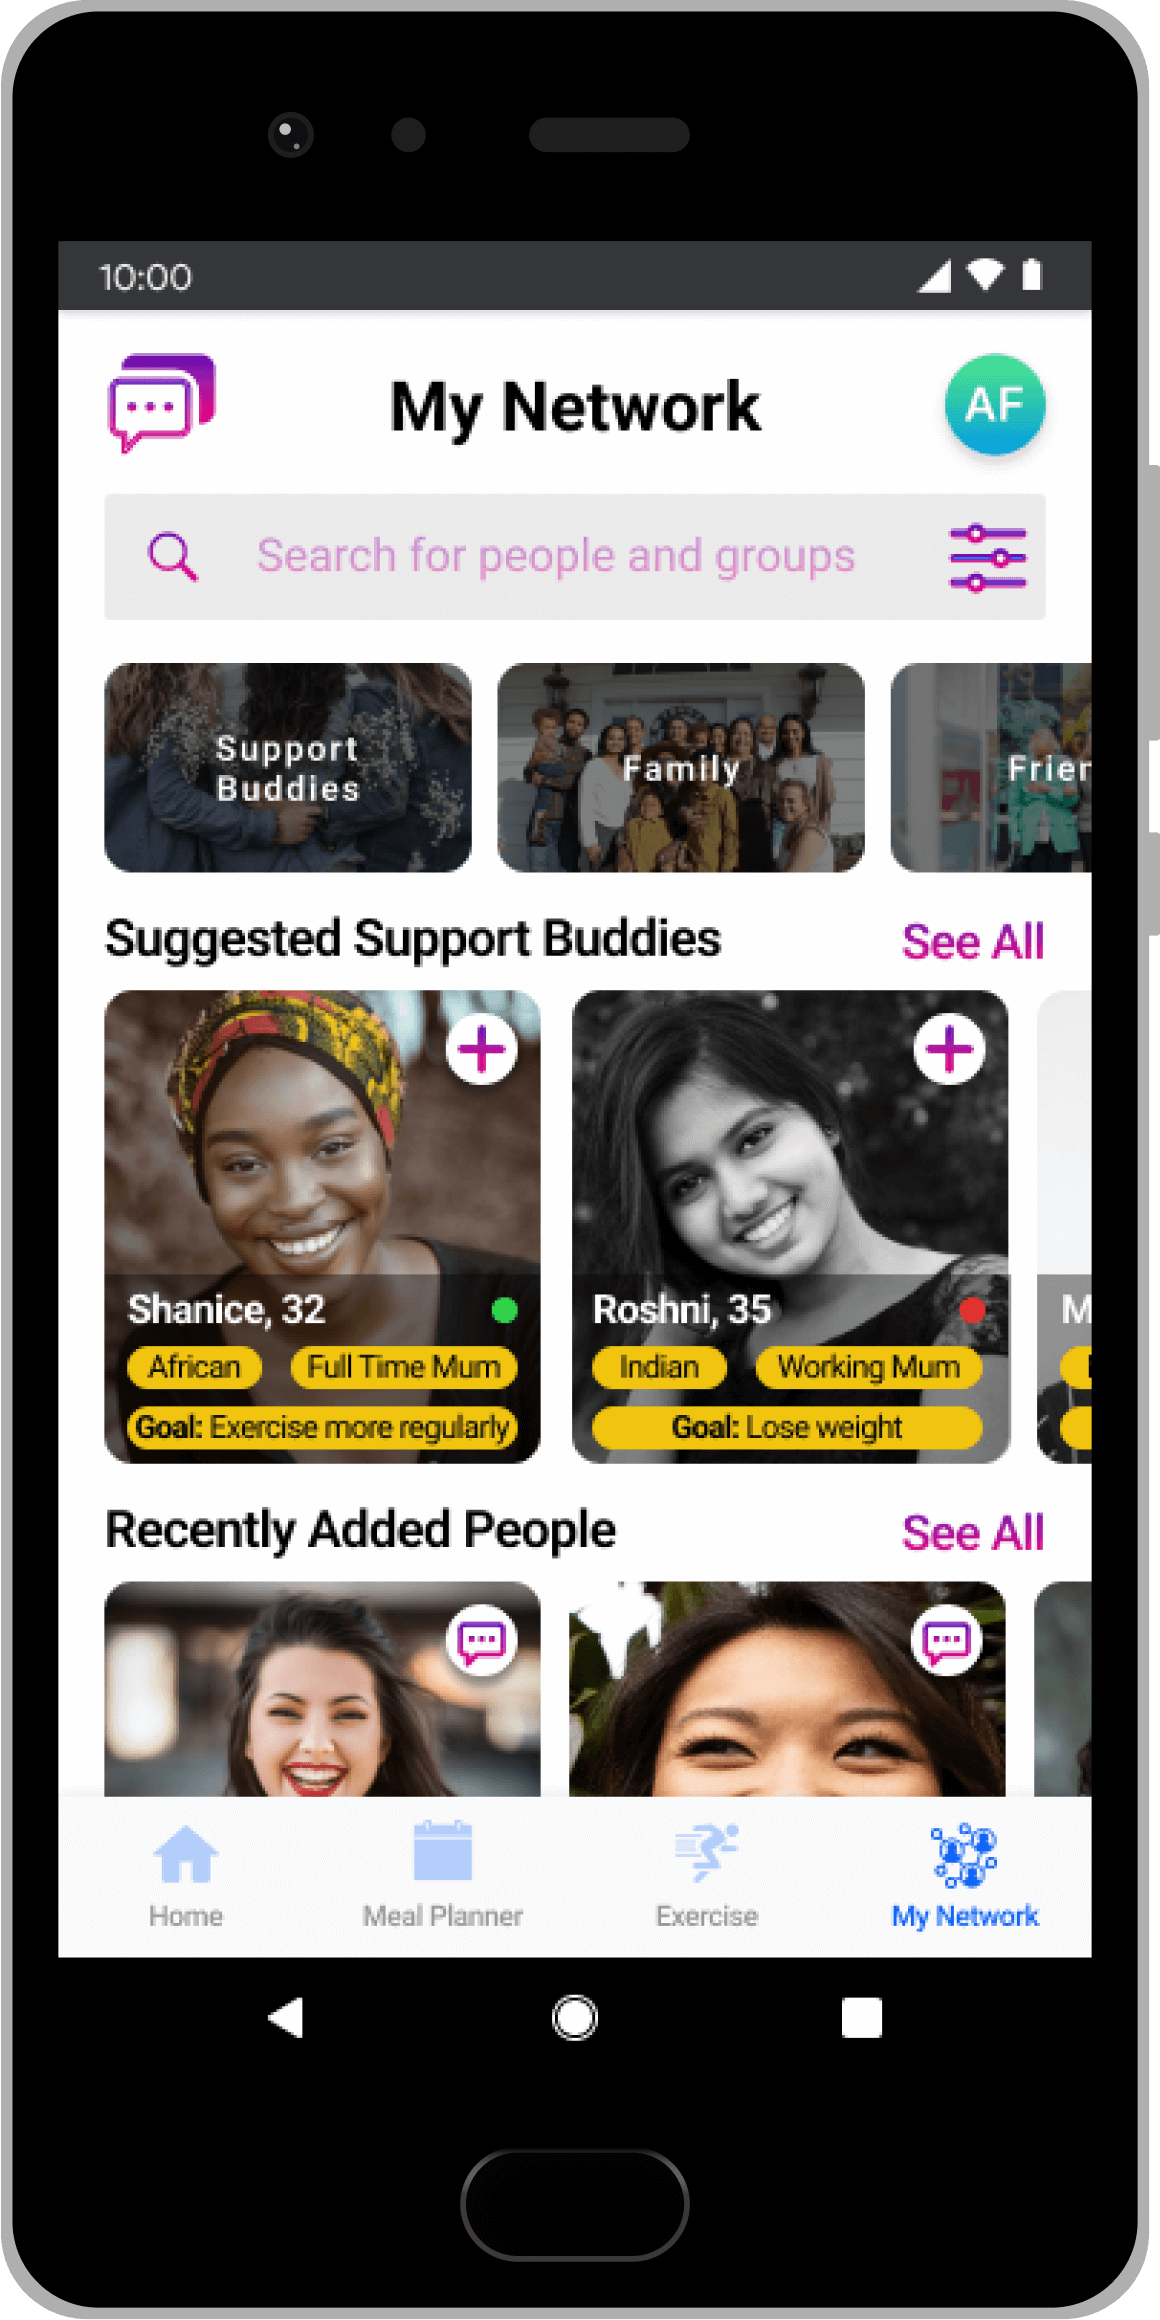 10:00
My Network
AF
Search for people and groups
Support
Buddies
Family
Frien
Suggested Support Buddies
See All
Shanice, 32
African
Full Time Mum
Goal: Exercise more regularly
Roshni, 35
Indian
Working Mum
Goal: Lose weight
M
Recently Added People
See All
Home
Meal Planner
Exercise
My Network